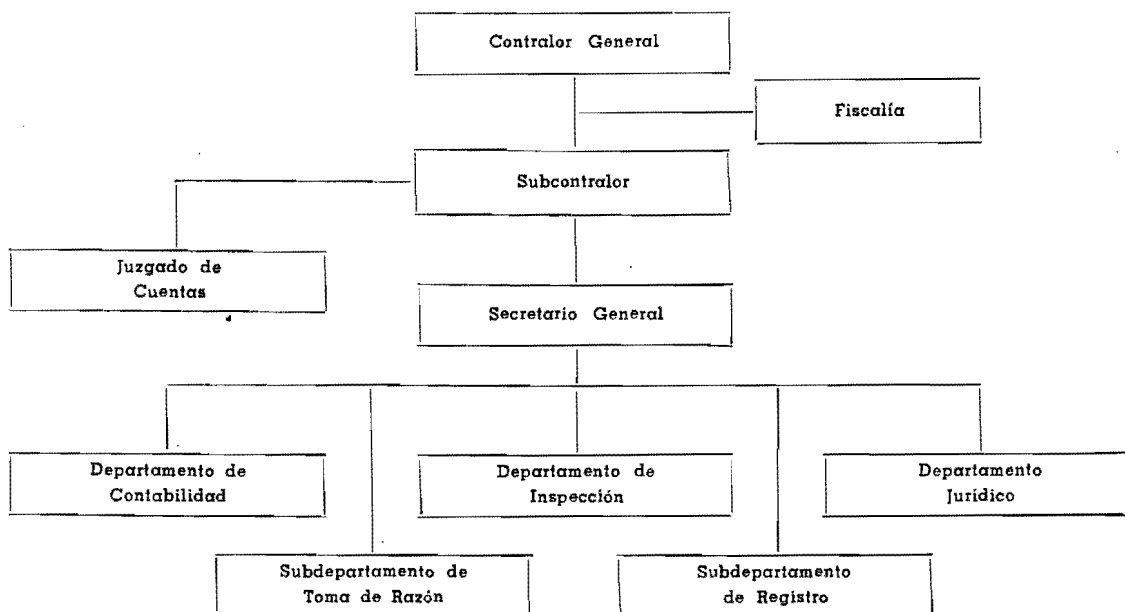 Contralor General
Fiscalía
Subcontralor
Juzgado de
Cuentas
Secretario General
Departamento de
Contabilidad
Departamento de
Inspección
Departamento
Jurídico
Subdepartamento de
Toma de Razón
Subdepartamento
de Registro